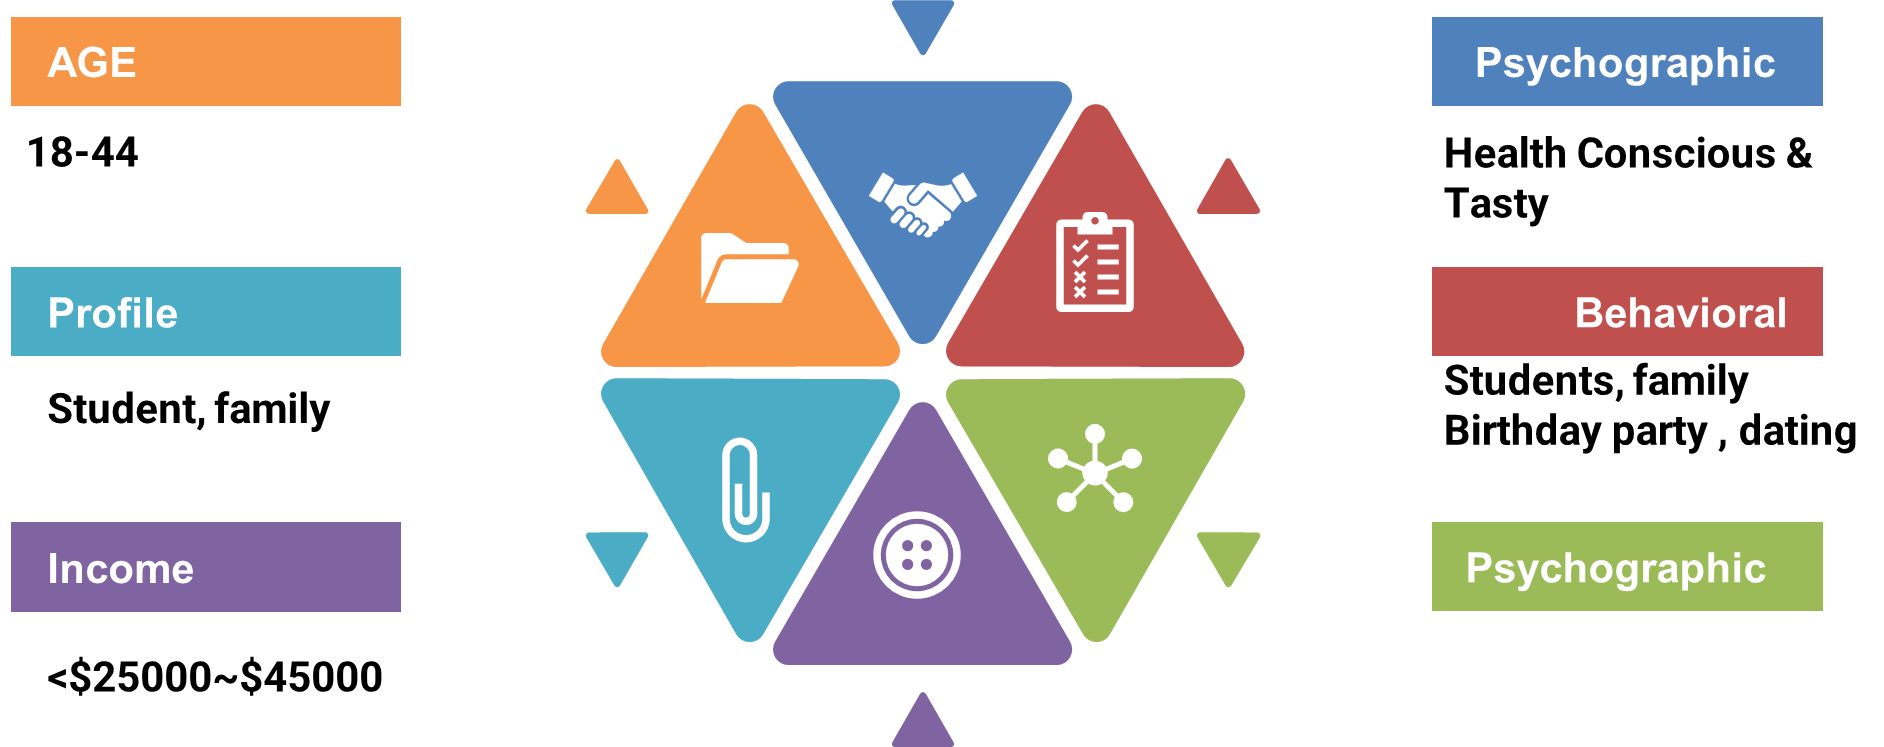 AGE
18-44
Profile
Student, family
Income
<$25000~$45000
Psychographic
Health Conscious &
Tasty
Behavioral
Students, family
Birthday party , dating
Psychographic